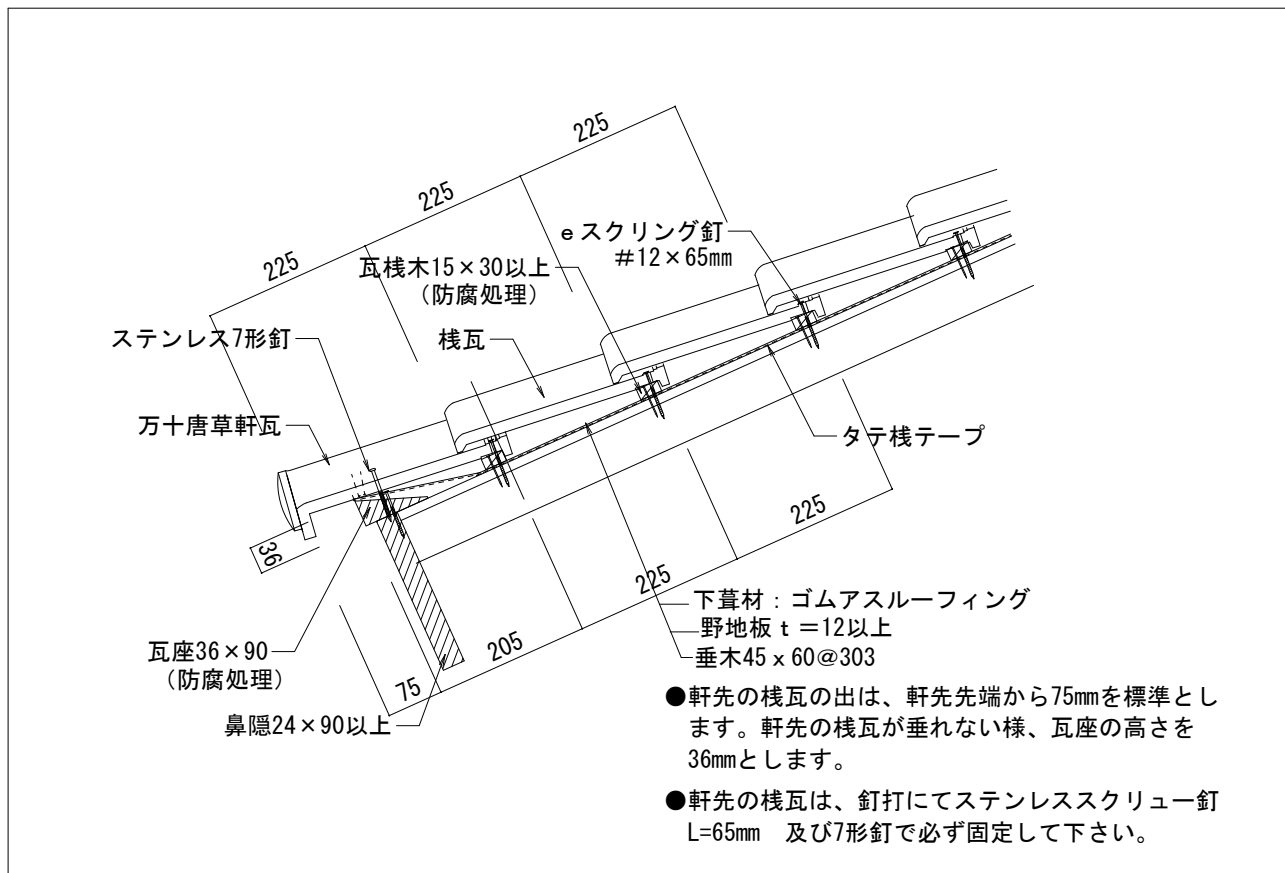 225
225
225
eスクリング釘
#12×65mm
瓦桟木15×30以上
(防腐処理)
ステンレス7形釘
桟瓦
万十唐草軒瓦
タテ桟テープ
36
225
225
205
75
瓦座36×90
(防腐処理)
鼻隠24×90以上
下葺材:ゴムアスルーフィング
野地板t=12以上
垂木45x60@303
●軒先の桟瓦の出は、軒先先端から75mmを標準とし
ます。軒先の桟瓦が垂れない様、瓦座の高さを
36mmとします。
●軒先の桟瓦は、釘打にてステンレススクリュー釘
L=65mm 及び7形釘で必ず固定して下さい。